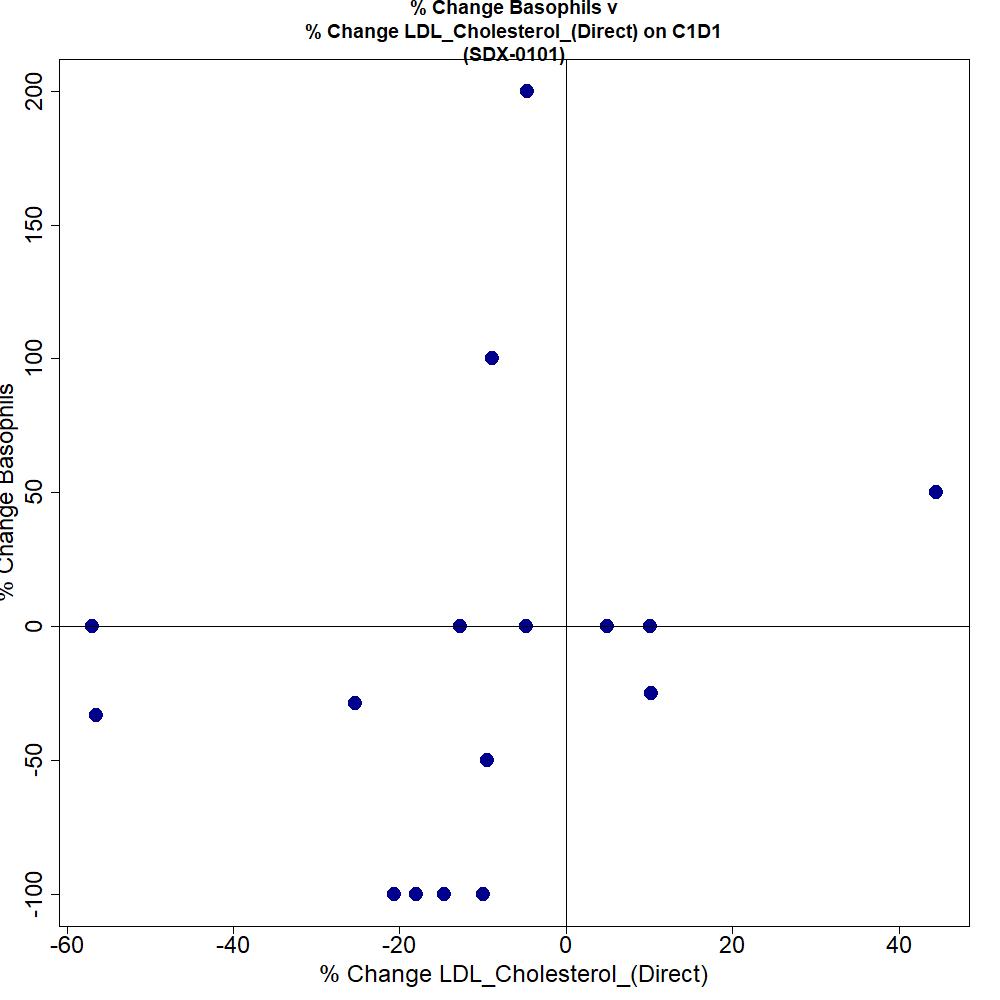 % Change Basophils v
% Change LDL_Cholesterol_(Direct) on C1D1
(SDX-0101)
% Change Basophils
200
150
100
50
0
-50
-100
-60
-40
-20
0
20
40
% Change LDL_Cholesterol_(Direct)